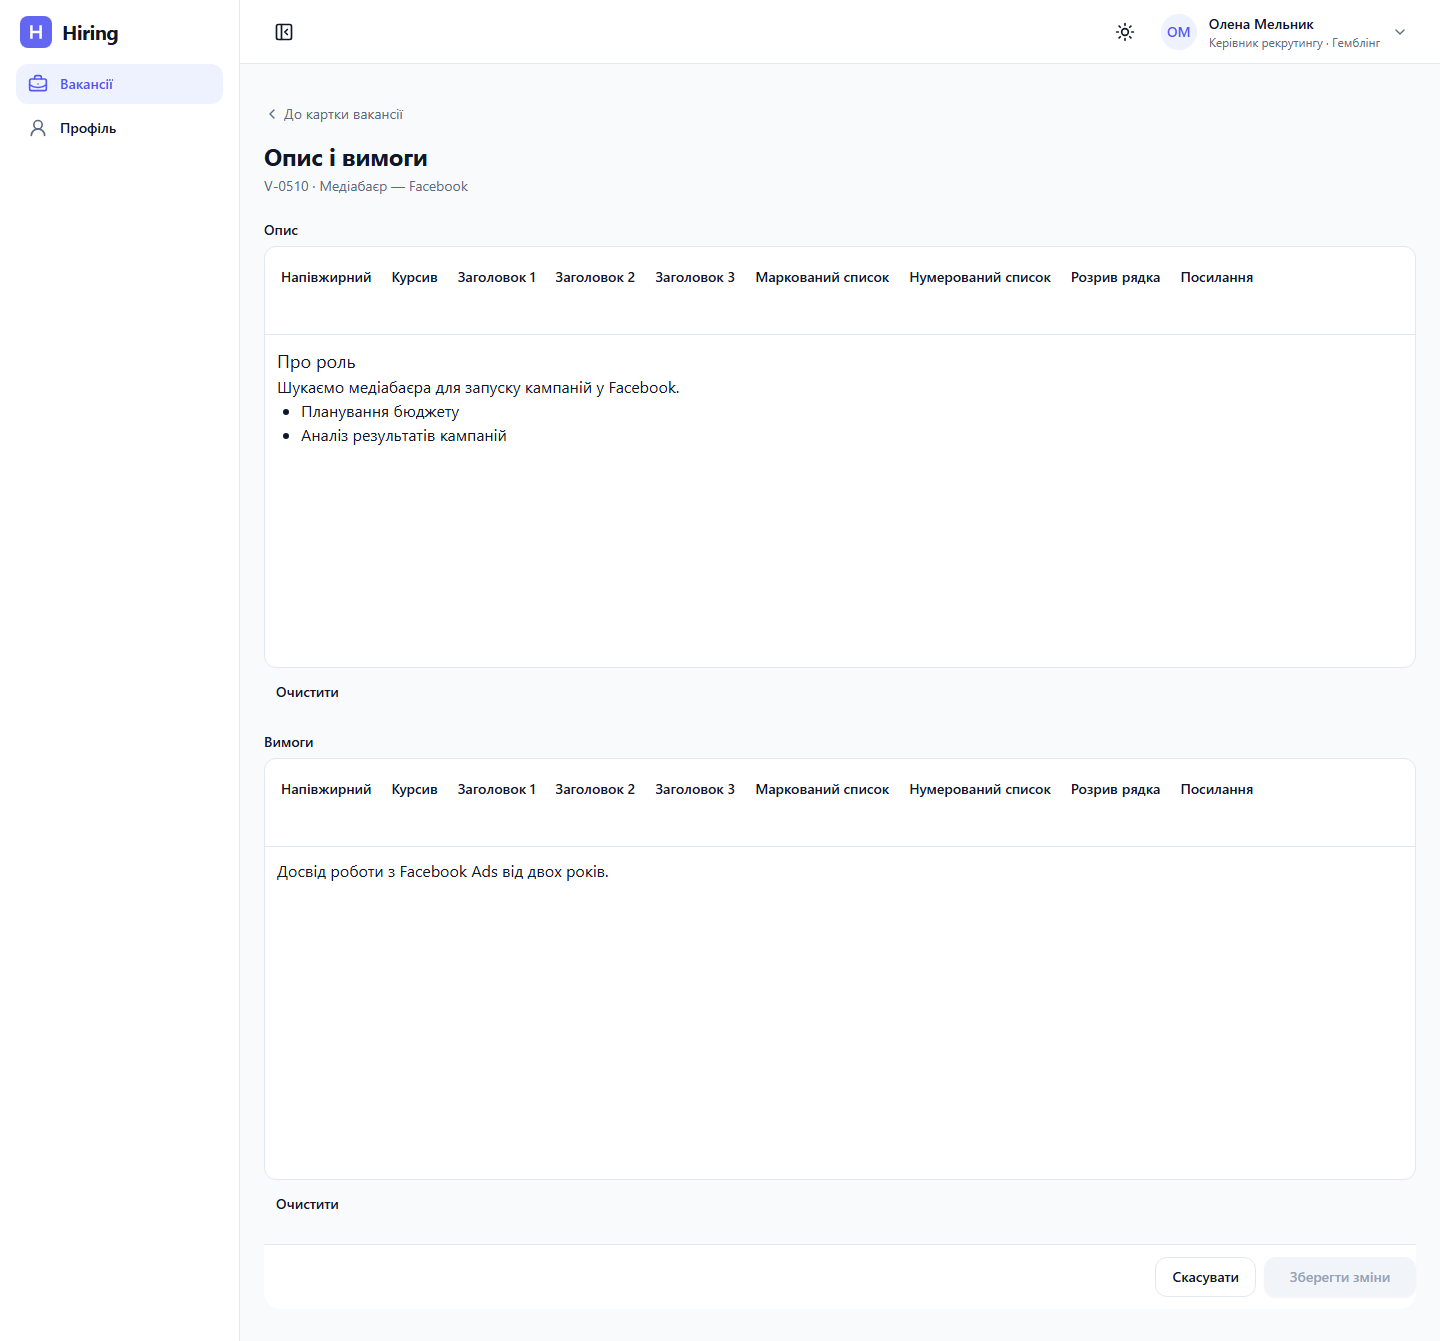 H Hiring
Вакансії
Профіль
ОМ
Олена Мельник
Керівник рекрутингу · Гемблінг
До картки вакансії
Опис і вимоги
V-0510 · Медіабаєр — Facebook
Опис
Напівжирний Курсив Заголовок 1 Заголовок 2 Заголовок 3 Маркований список Нумерований список Розрив рядка Посилання
Про роль
Шукаємо медіабаєра для запуску кампаній у Facebook.
Планування бюджету
Аналіз результатів кампаній
Очистити
Вимоги
Напівжирний Курсив Заголовок 1 Заголовок 2 Заголовок 3 Маркований список Нумерований список Розрив рядка Посилання
Досвід роботи з Facebook Ads від двох років.
Очистити
Скасувати Зберегти зміни